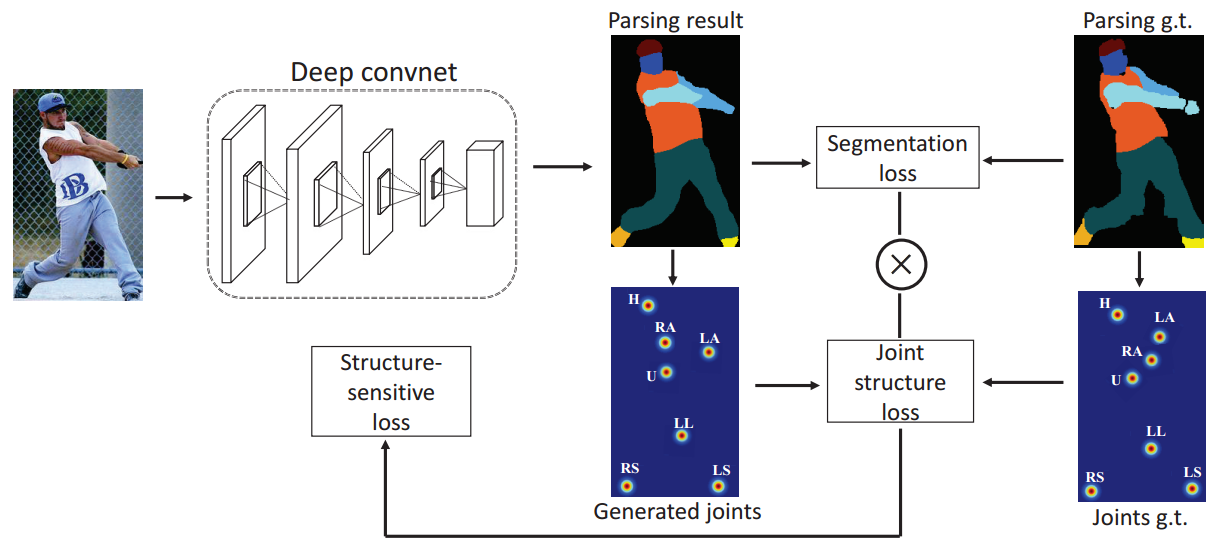 Parsing result
Parsing g.t.
Deep convnet
Segmentation
loss
H
RA
LA
U
LL
RS
LS
Generated joints
Structure-
sensitive
loss
Joint
structure
loss
H
LA
RA
U
LL
RS
LS
Joints g.t.